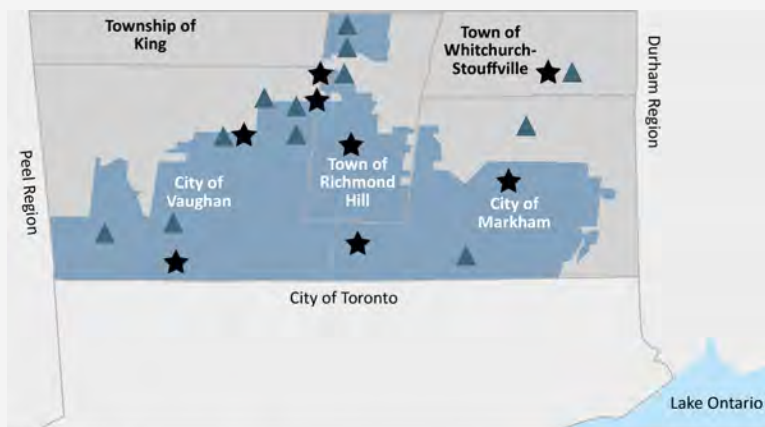 Township of
King
Town of
Whitchurch-
Stouffville
Durham Region
Peel Region
City of
Vaughan
Town of
Richmond
Hill
City of
Markham
City of Toronto
Lake Ontario